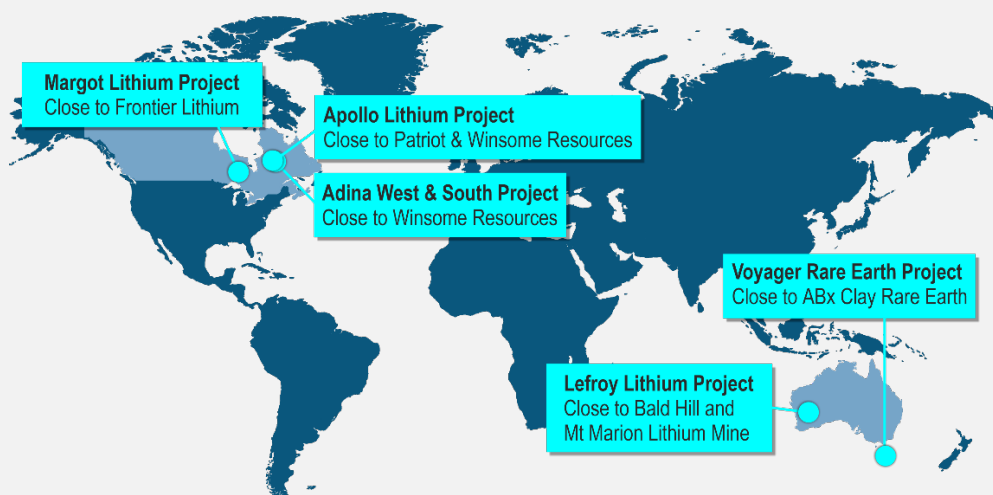 Margot Lithium Project
Close to Frontier Lithium
Apollo Lithium Project
Close to Patriot & Winsome Resources
Adina West & South Project
Close to Winsome Resources
Voyager Rare Earth Project
Close to ABx Clay Rare Earth
Lefroy Lithium Project
Close to Bald Hill and
Mt Marion Lithium Mine